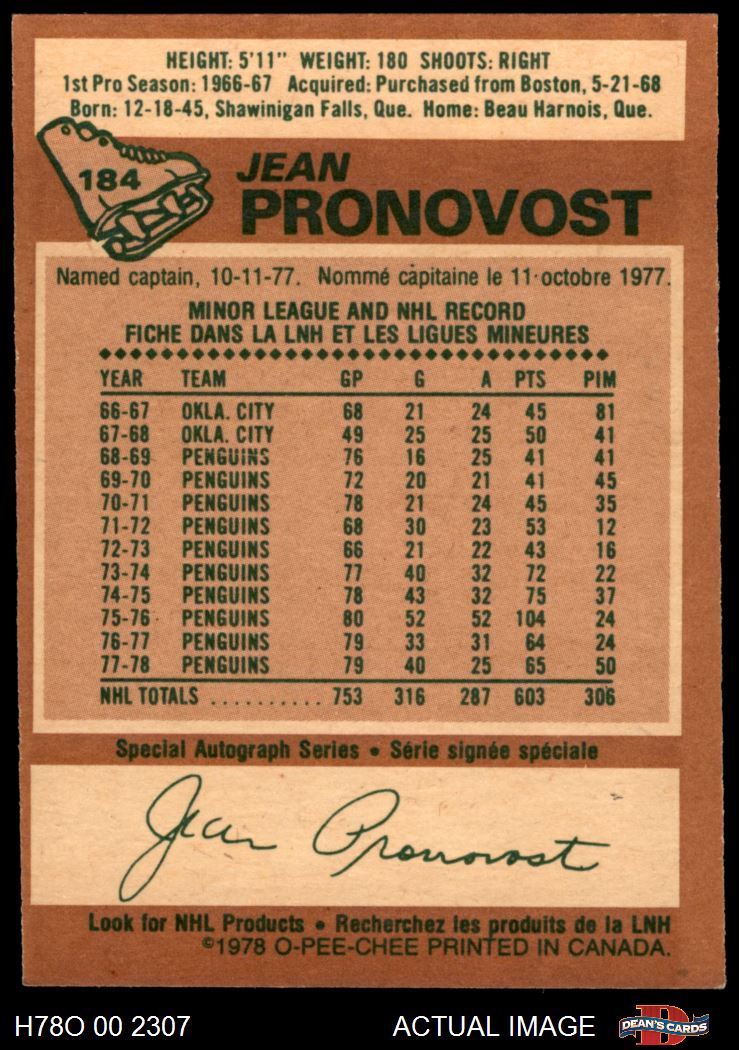 HEIGHT: 5'11" WEIGHT: 180 SHOOTS: RIGHT
1st Pro Season: 1966-67 Acquired: Purchased from Boston, 5-21-68
Born: 12-18-45, Shawinigan Falls, Que. Home: Beau Harnois, Que.
184
JEAN
PRONOVOST
Named captain, 10-11-77. Nommé capitaine le 11 octobre 1977.
MINOR LEAGUE AND NHL RECORD
FICHE DANS LA LNH ET LES LIGUES MINEURES
YEAR TEAM GP G A PTS PIM
66-67 OKLA. CITY 68 21 24 45 81
67-68 OKLA. CITY 49 25 25 50 41
68-69 PENGUINS 76 16 25 41 41
69-70 PENGUINS 72 20 21 41 45
70-71 PENGUINS 78 21 24 45 35
71-72 PENGUINS 68 30 23 53 12
72-73 PENGUINS 66 21 22 43 16
73-74 PENGUINS 77 40 32 72 22
74-75 PENGUINS 78 43 32 75 37
75-76 PENGUINS 80 52 52 104 24
76-77 PENGUINS 79 33 31 64 24
77-78 PENGUINS 79 40 25 65 50
NHL TOTALS .......... 753 316 287 603 306
Special Autograph Series • Série signée spéciale
Jean Pronovost
Look for NHL Products • Recherchez les produits de la LNH
©1978 O-PEE-CHEE PRINTED IN CANADA.
H78O 00 2307 ACTUAL IMAGE
D
DEAN'S CARDS